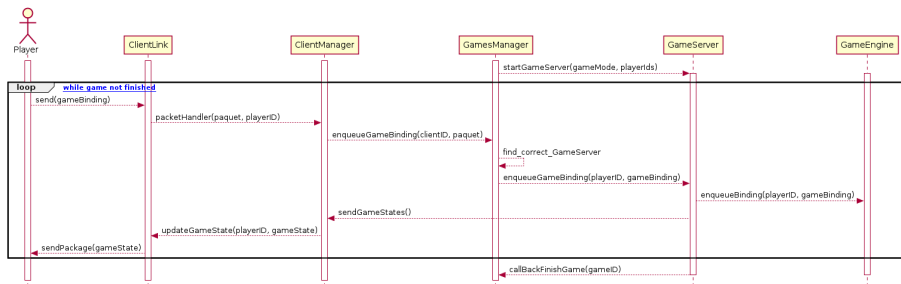 Player
ClientLink
ClientManager
GamesManager
GameServer
GameEngine
startGameServer(gameMode, playerIds)
loop
while game not finished
send(gameBinding)
packetHandler(paquet, playerID)
enqueueGameBinding(clientID, paquet)
find_correct_GameServer
enqueueGameBinding(playerID, gameBinding)
enqueueBinding(playerID, gameBinding)
sendGameStates()
updateGameState(playerID, gameState)
sendPackage(gameState)
callBackFinishGame(gameID)